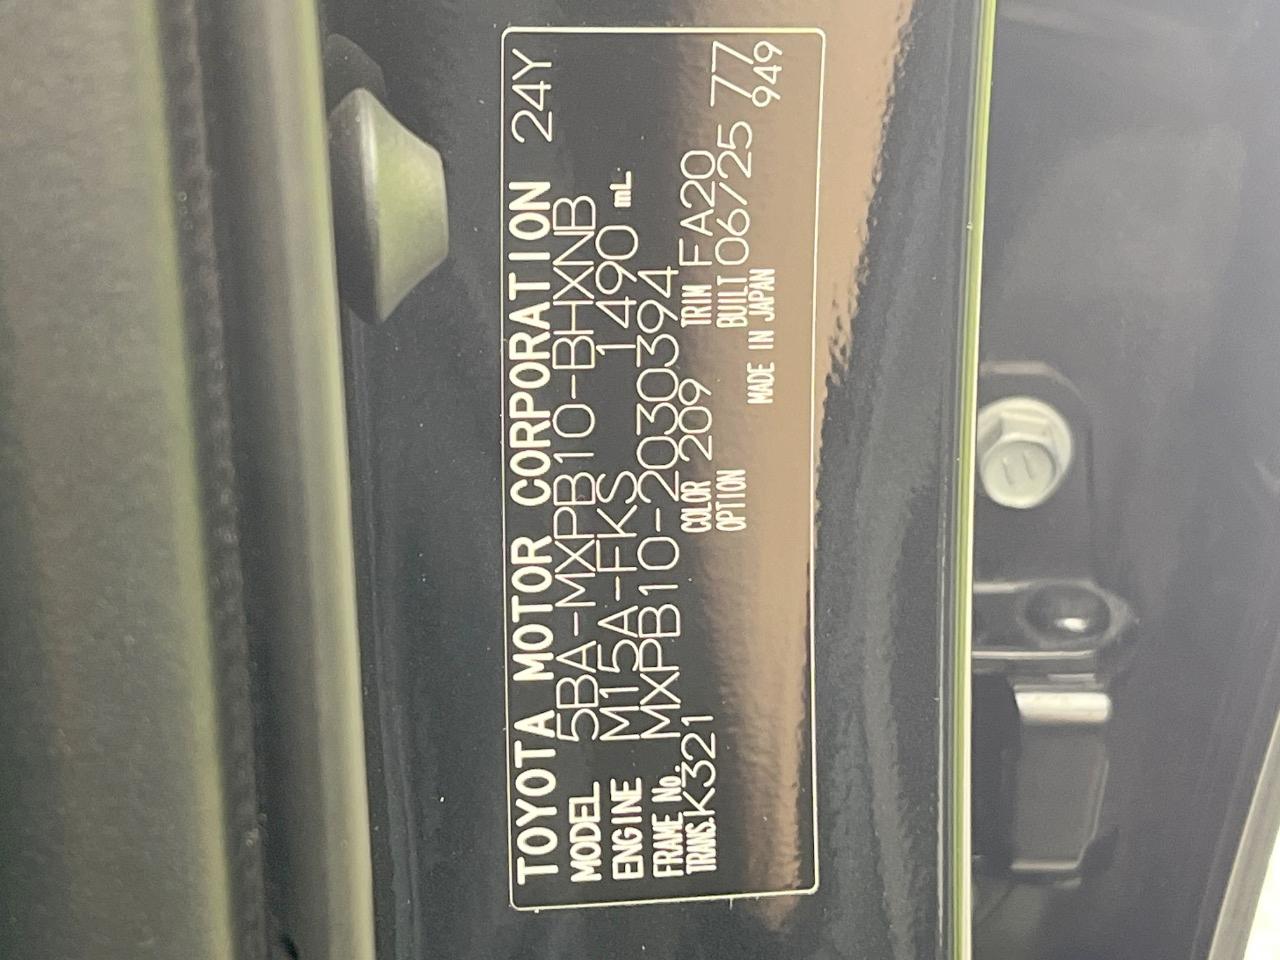 TOYOTA MOTOR CORPORATION 24Y
MODEL 5BA-MXPB10-BHXNB
ENGINE M15A-FKS 1490 mL
FRAME No. MXPB10-2030394
TRANS. K321 COLOR 209 TRIM FA20
OPTION BUILT 06/25 77
MADE IN JAPAN 949